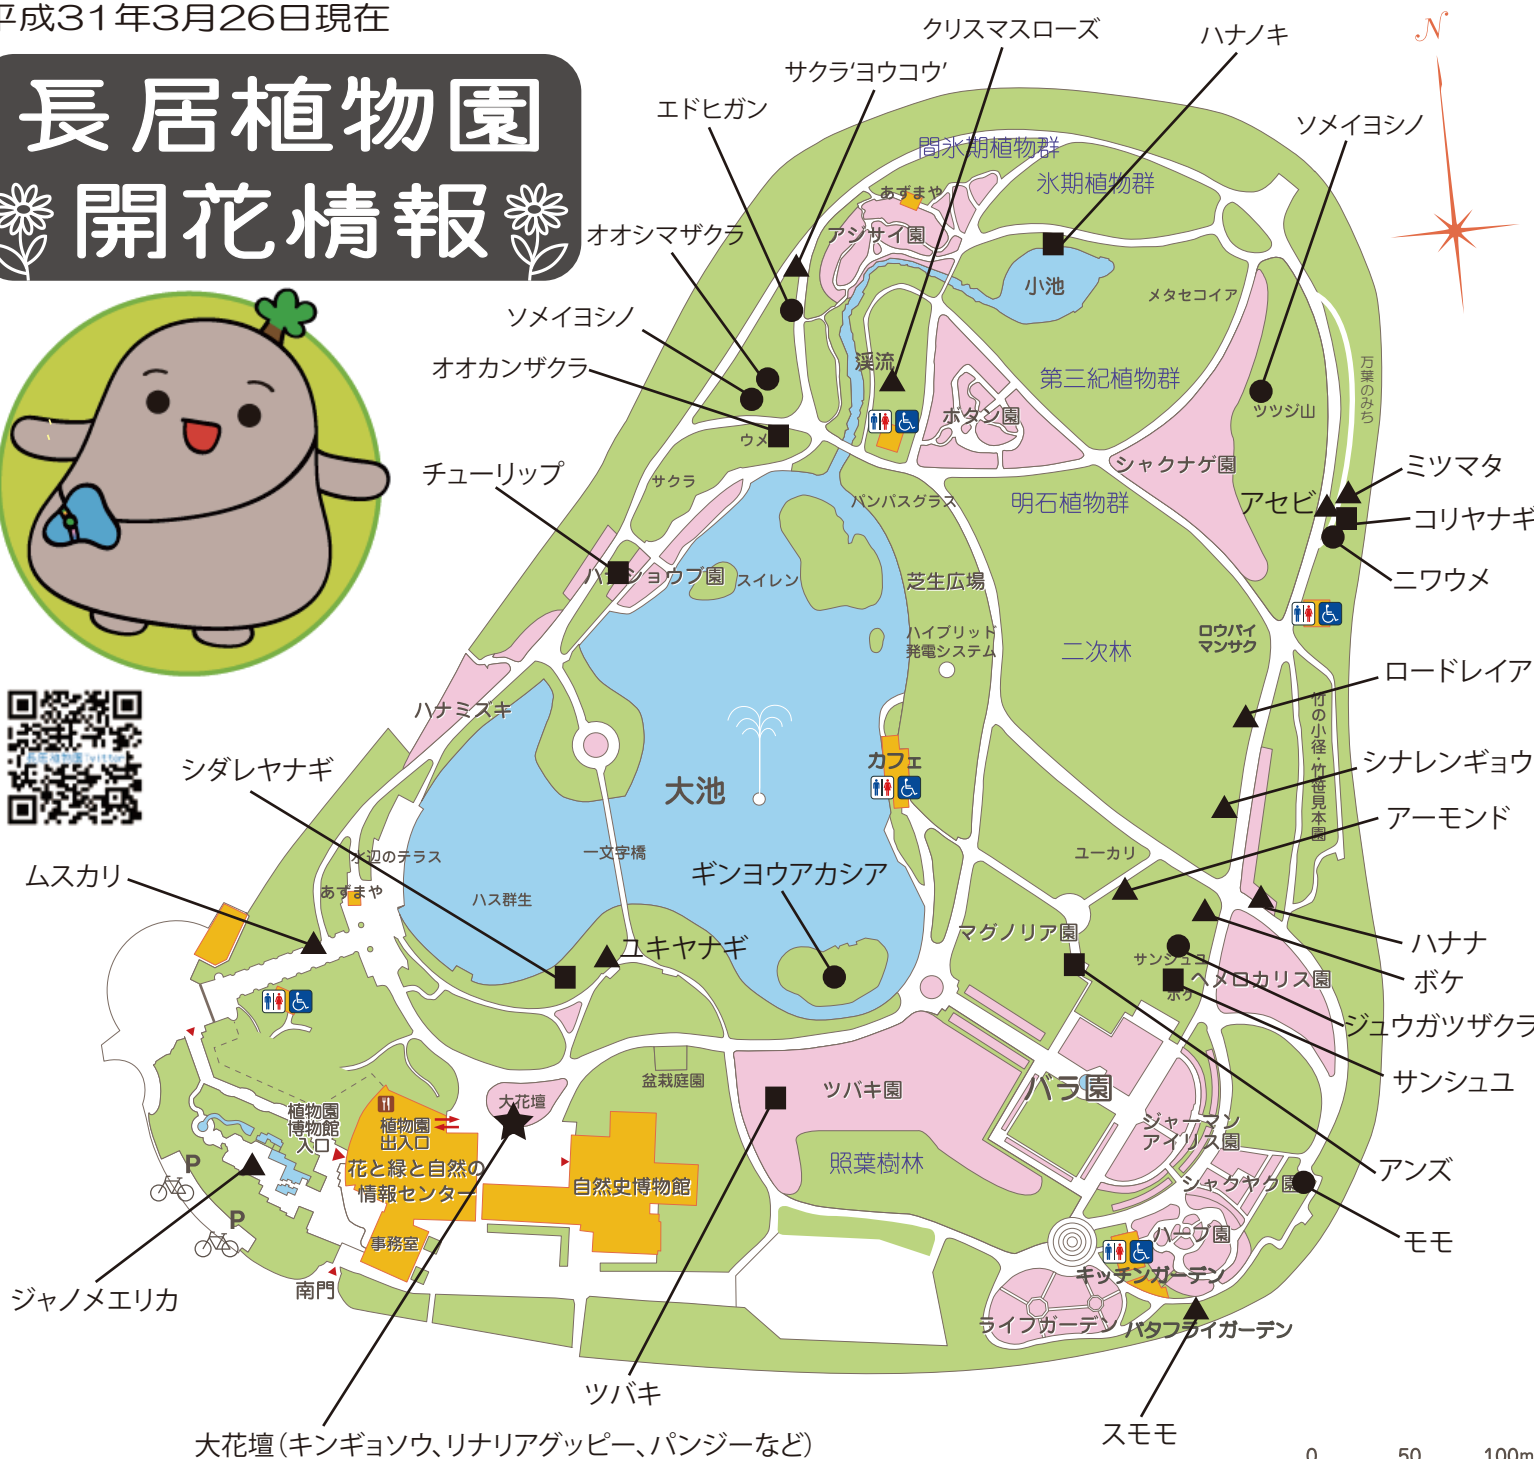 平成31年3月26日現在
長居植物園
開花情報
N
クリスマスローズ
ハナノキ
サクラ‘ヨウコウ’
エドヒガン
ソメイヨシノ
間氷期植物群
氷期植物群
あずまや
アジサイ園
オオシマザクラ
小池
メタセコイア
ソメイヨシノ
オオカンザクラ
渓流
第三紀植物群
万葉のみち
ツツジ山
ボタン園
ウメ
シャクナゲ園
ミツマタ
チューリップ
サクラ
パンパスグラス
明石植物群
アセビ
コリヤナギ
ハナショウブ園
スイレン
芝生広場
ニワウメ
ハイブリッド
発電システム
二次林
ロウバイ
マンサク
ロードレイア
ハナミズキ
竹の小径・竹笹見本園
長居植物園Twitter
シダレヤナギ
大池
カフェ
シナレンギョウ
アーモンド
水辺のテラス
一文字橋
ユーカリ
ムスカリ
あずまや
ハス群生
ギンヨウアカシア
ユキヤナギ
マグノリア園
ハナナ
サンシュユ
ヘメロカリス園
ボケ
ボケ
ジュウガツザクラ
サンシュユ
盆栽庭園
ツバキ園
バラ園
大花壇
植物園
博物館
入口
植物園
出入口
ジャーマン
アイリス園
花と緑と自然の
情報センター
自然史博物館
照葉樹林
アンズ
シャクヤク園
P
P
事務室
ハーブ園
モモ
キッチンガーデン
南門
ジャノメエリカ
ライフガーデン
バタフライガーデン
ツバキ
スモモ
大花壇(キンギョソウ、リナリアグッピー、パンジーなど)
0 50 100m